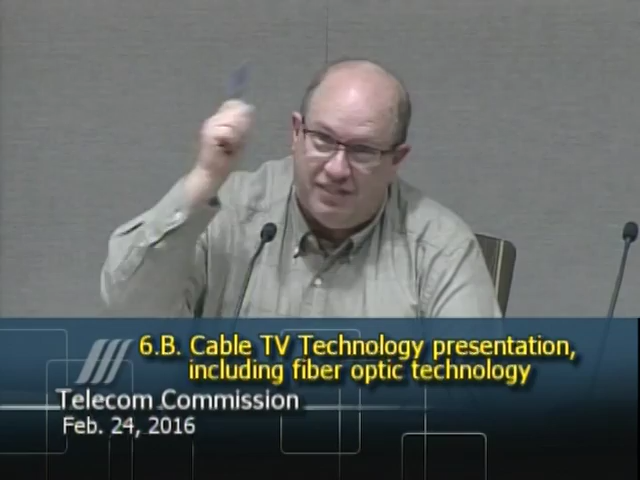 6.B. Cable TV Technology presentation,
including fiber optic technology
Telecom Commission
Feb. 24, 2016